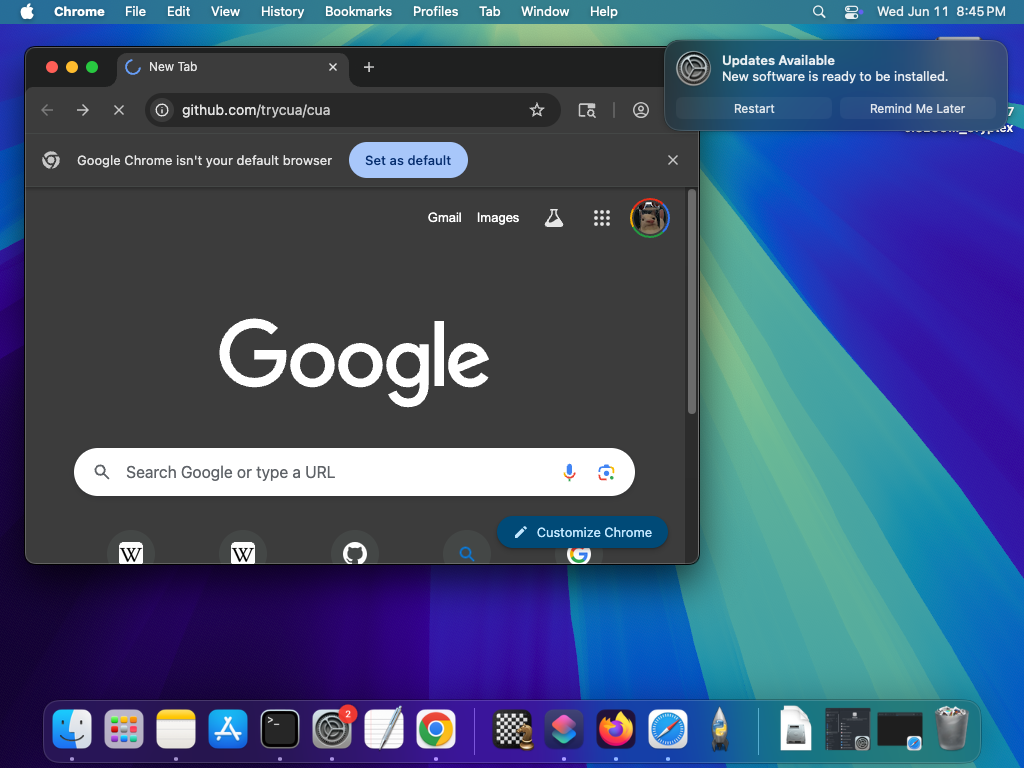 Chrome File Edit View History Bookmarks Profiles Tab Window Help Wed Jun 11 8:45 PM
New Tab
github.com/trycua/cua
Updates Available
New software is ready to be installed.
Restart Remind Me Later
Google Chrome isn't your default browser Set as default
Gmail Images
Google
Search Google or type a URL
Customize Chrome
W W G
>_
2